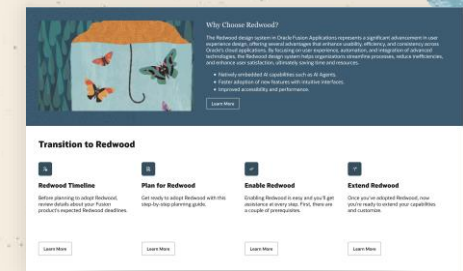 Why Choose Redwood?
The Redwood design system in Oracle Fusion Applications represents a significant advancement in user
experience design, offering several advantages that enhance usability, efficiency, and consistency across
Oracle's cloud applications. By focusing on user experience, automation, and integration of advanced
technologies, the Redwood design system helps organizations streamline processes, reduce inefficiencies,
and enhance user satisfaction, ultimately saving time and resources.
• Natively embedded AI capabilities such as AI Agents.
• Foster adoption of new features with intuitive interfaces.
• Improved accessibility and performance.
Learn More
Transition to Redwood
Redwood Timeline
Before planning to adopt Redwood,
review details about your Fusion
product's expected Redwood deadlines.
Learn More
Plan for Redwood
Get ready to adopt Redwood with this
step-by-step planning guide.
Learn More
Enable Redwood
Enabling Redwood is easy and you'll get
assistance at every step. First, there are
a couple of prerequisites.
Learn More
Extend Redwood
Once you've adopted Redwood, now
you're ready to extend your capabilities
and customize.
Learn More